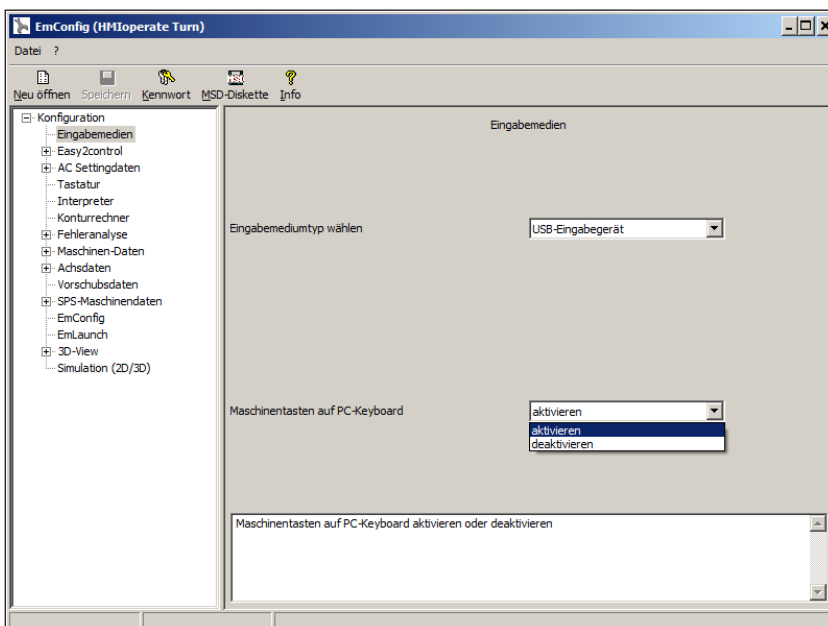 EmConfig (HMIoperate Turn)
Datei ?
Neu öffnen Speichern Kennwort MSD-Diskette Info
Konfiguration
Eingabemedien
Easy2control
AC Settingdaten
Tastatur
Interpreter
Konturrechner
Fehleranalyse
Maschinen-Daten
Achsdaten
Vorschubsdaten
SPS-Maschinendaten
EmConfig
EmLaunch
3D-View
Simulation (2D/3D)
Eingabemedien
Eingabemediumtyp wählen USB-Eingabegerät
Maschinentasten auf PC-Keyboard aktivieren
aktivieren
deaktivieren
Maschinentasten auf PC-Keyboard aktivieren oder deaktivieren